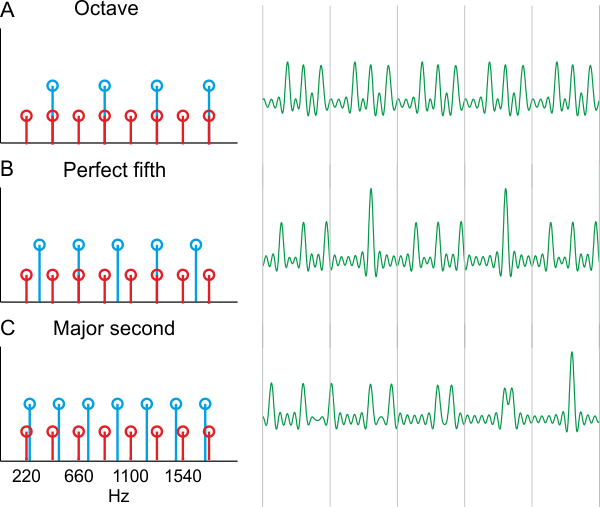 A
Octave
B
Perfect fifth
C
Major second
220 660 1100 1540
Hz